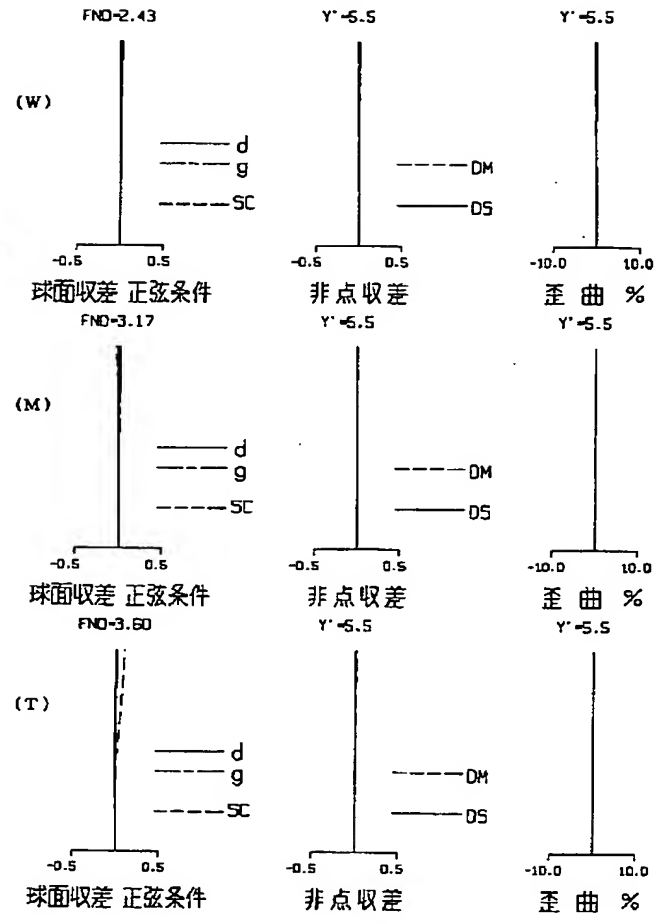 FNO=2.43 Y'=5.5 Y'=5.5
(W)
d
g DM
SC DS
-0.5 0.5 -0.5 0.5 -10.0 10.0
球面収差 正弦条件 非点収差 歪曲 %
FNO=3.17 Y'=5.5 Y'=5.5
(M)
d
g DM
SC DS
-0.5 0.5 -0.5 0.5 -10.0 10.0
球面収差 正弦条件 非点収差 歪曲 %
FNO=3.60 Y'=5.5 Y'=5.5
(T)
d
g DM
SC DS
-0.5 0.5 -0.5 0.5 -10.0 10.0
球面収差 正弦条件 非点収差 歪曲 %